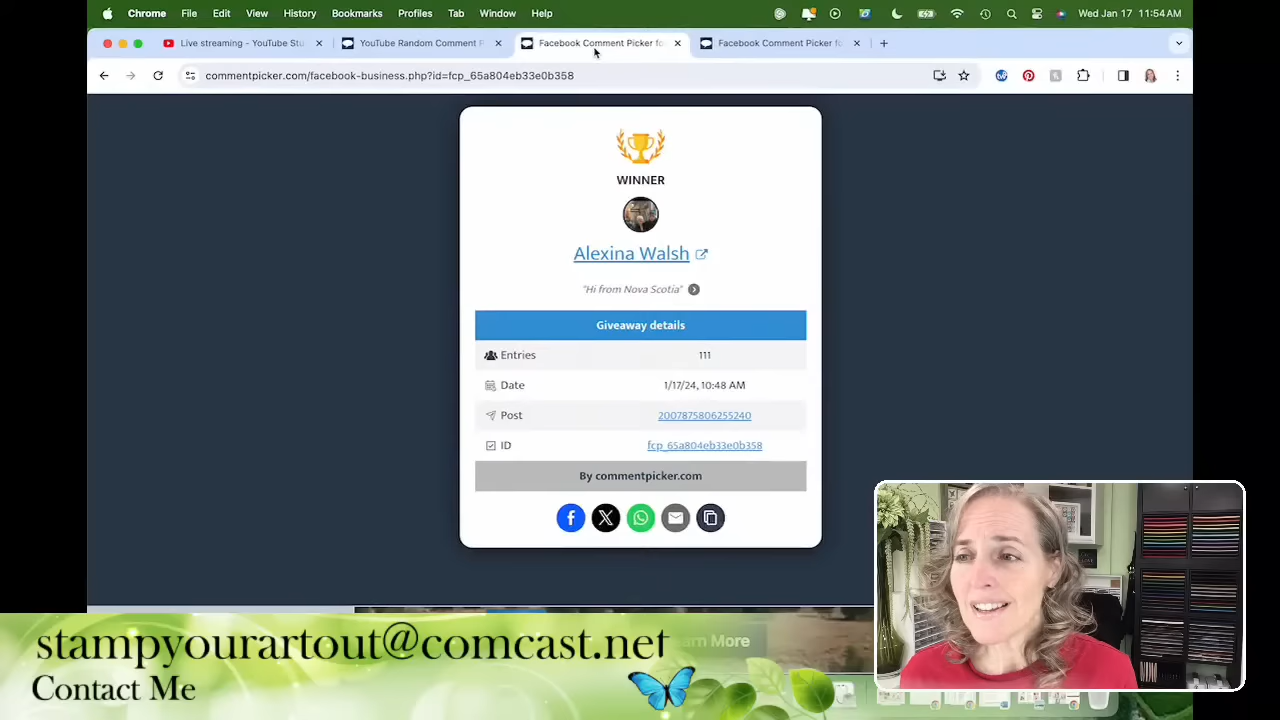 Chrome File Edit View History Bookmarks Profiles Tab Window Help Wed Jan 17 11:54 AM
Live streaming - YouTube Stu
YouTube Random Comment P
Facebook Comment Picker fo
Facebook Comment Picker fo
commentpicker.com/facebook-business.php?id=fcp_65a804eb33e0b358
WINNER
Alexina Walsh
"Hi from Nova Scotia"
Giveaway details
Entries 111
Date 1/17/24, 10:48 AM
Post 2007875806255240
ID fcp_65a804eb33e0b358
By commentpicker.com
stampyourartout@comcast.net
Learn More
Contact Me